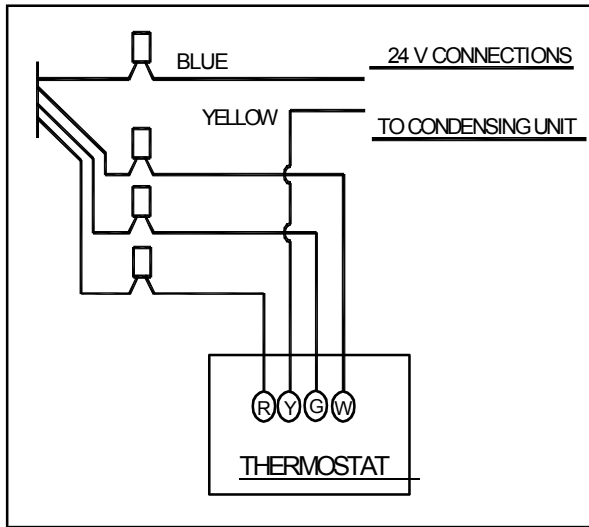 BLUE
24 V CONNECTIONS
YELLOW
TO CONDENSING UNIT
R Y G W
THERMOSTAT